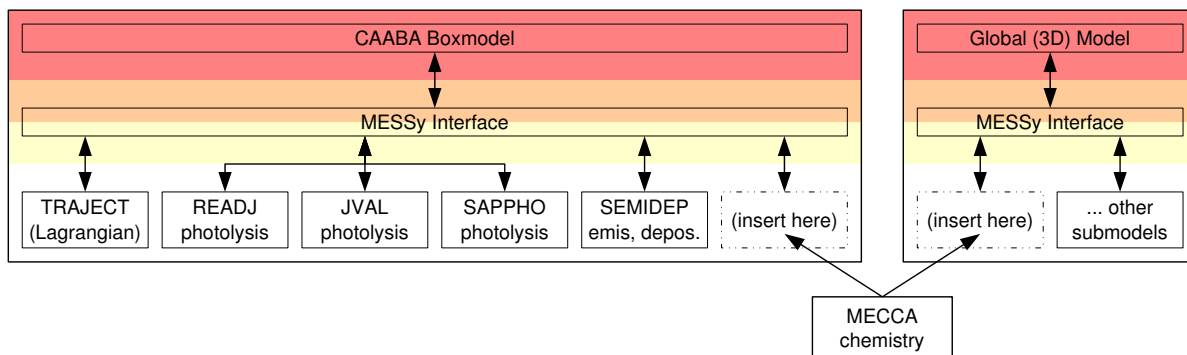 CAABA Boxmodel
MESSy Interface
TRAJECT
(Lagrangian)
READJ
photolysis
JVAL
photolysis
SAPPHO
photolysis
SEMIDEP
emis, depos.
(insert here)
Global (3D) Model
MESSy Interface
(insert here)
... other
submodels
MECCA
chemistry